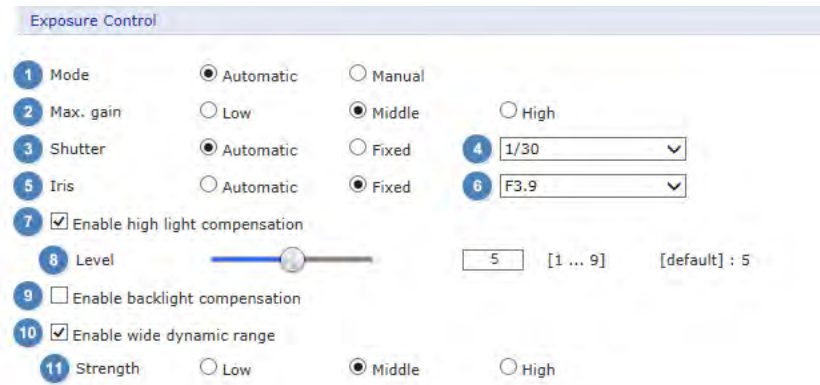 Exposure Control
1 Mode Automatic Manual
2 Max. gain Low Middle High
3 Shutter Automatic Fixed 4 1/30
5 Iris Automatic Fixed 6 F3.9
7 Enable high light compensation
8 Level 5 [1 ... 9] [default] : 5
9 Enable backlight compensation
10 Enable wide dynamic range
11 Strength Low Middle High